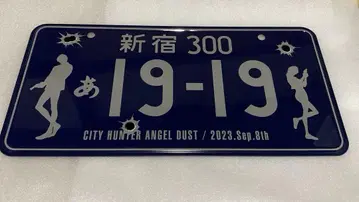 新宿 300
あ 19-19
CITY HUNTER ANGEL DUST / 2023.Sep.8th